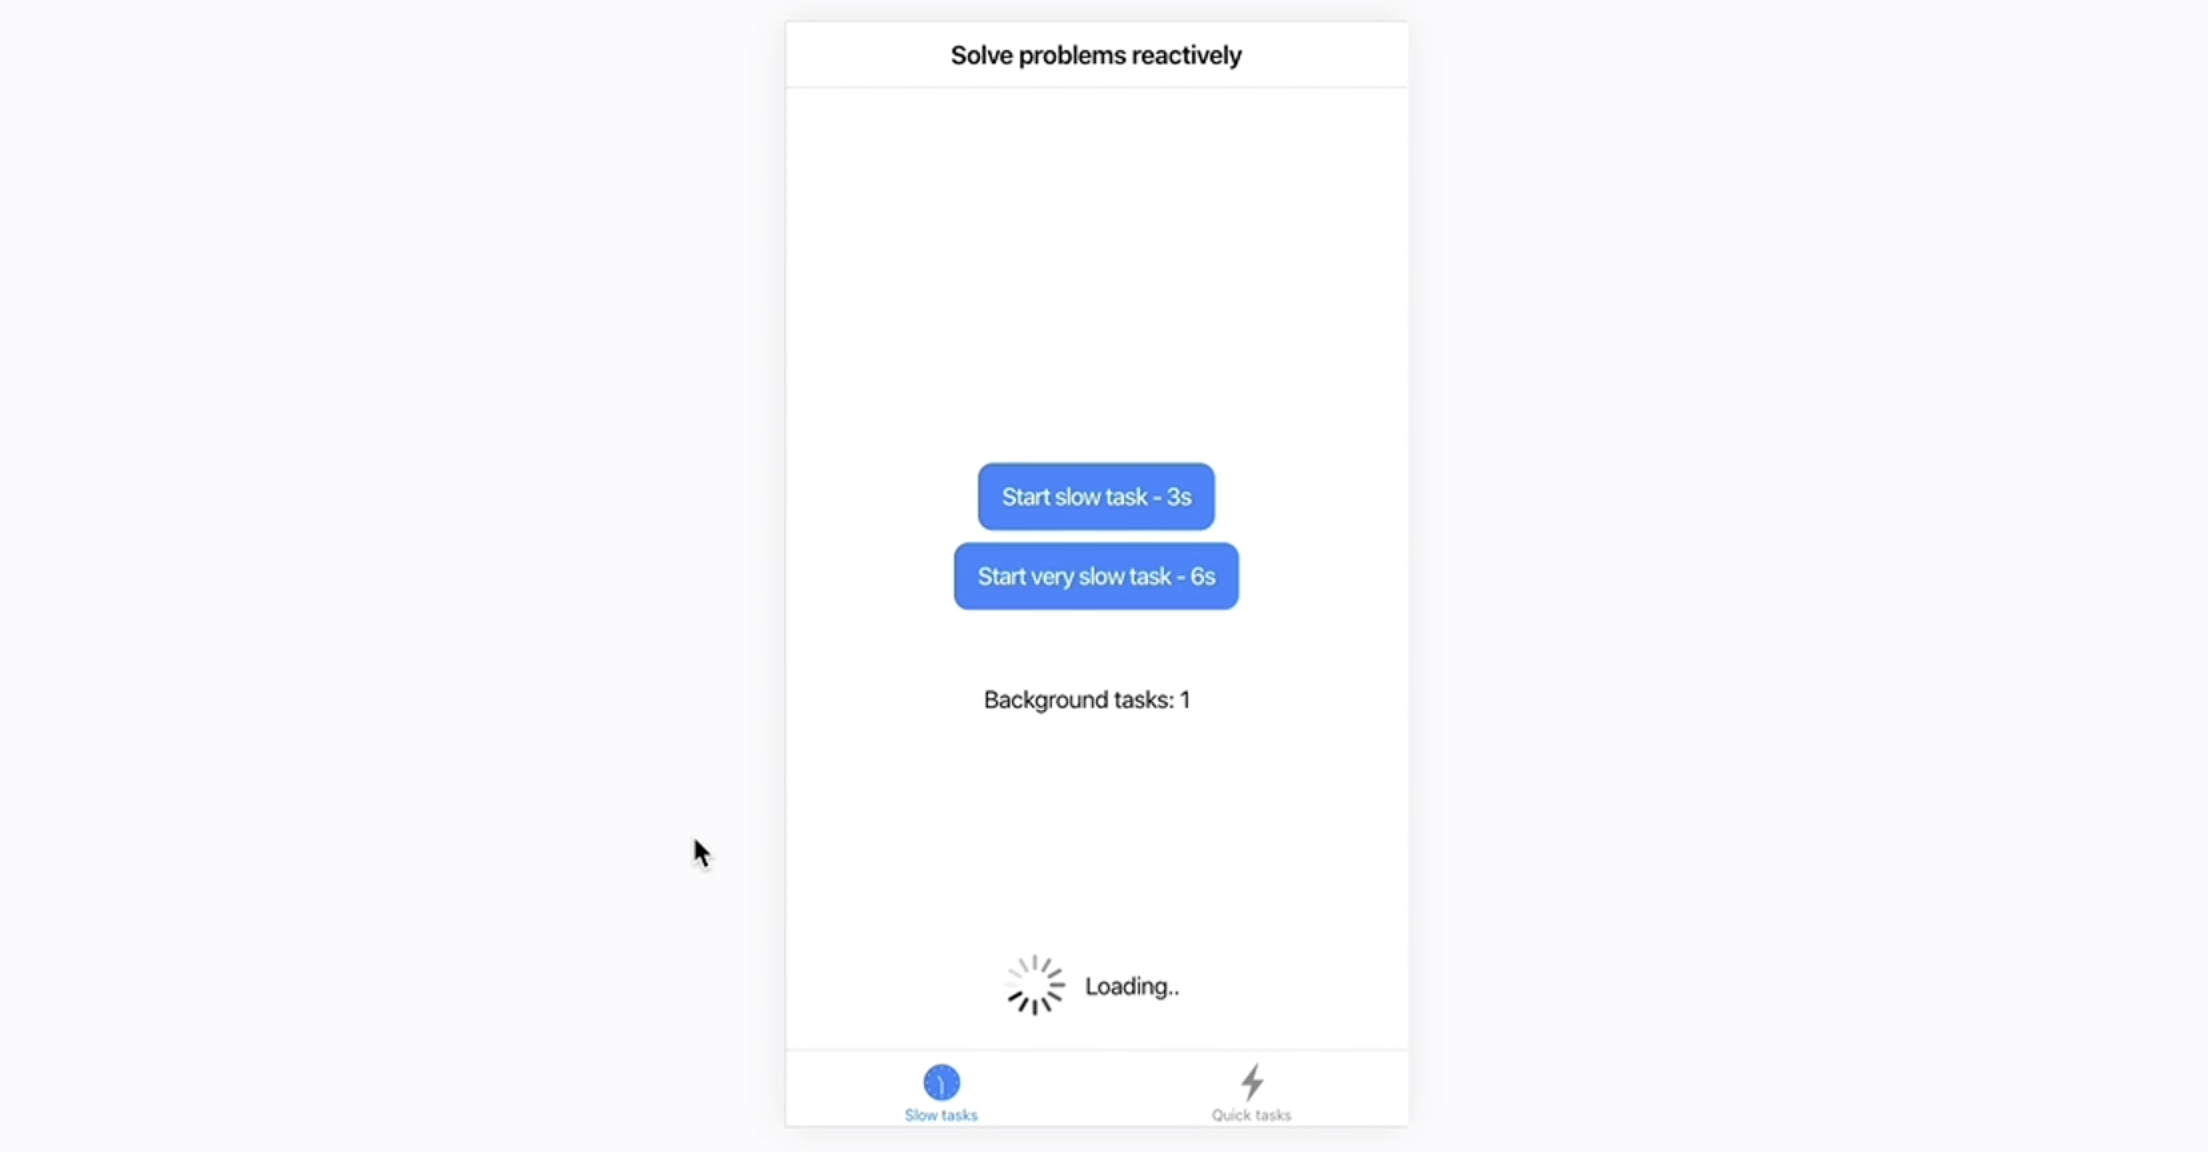 Solve problems reactively
Start slow task - 3s
Start very slow task - 6s
Background tasks: 1
Loading..
Slow tasks
Quick tasks